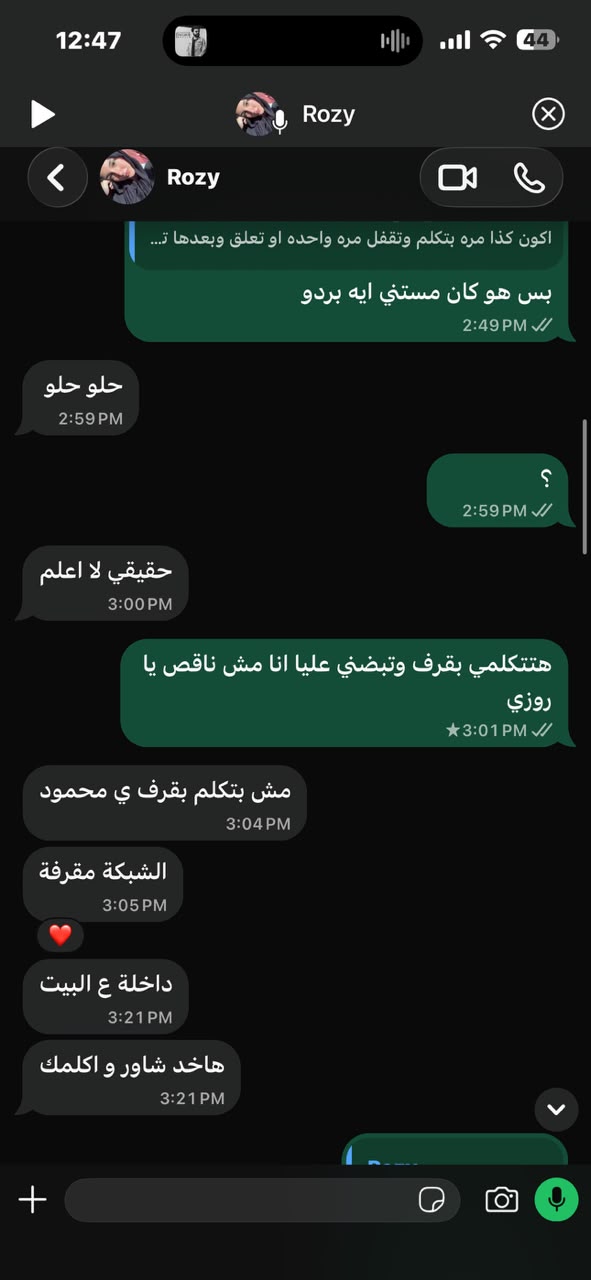 12:47
44
Rozy
Rozy
اكون كذا مره بتكلم وتقفل مره واحده او تعلق وبعدها تـ...
بس هو كان مستني ايه بردو
2:49 PM
حلو حلو
2:59 PM
؟
2:59 PM
حقيقي لا اعلم
3:00 PM
هتتكلمي بقرف وتبضني عليا انا مش ناقص يا
روزي
3:01 PM
مش بتكلم بقرف ي محمود
3:04 PM
الشبكة مقرفة
3:05 PM
داخلة ع البيت
3:21 PM
هاخد شاور و اكلمك
3:21 PM